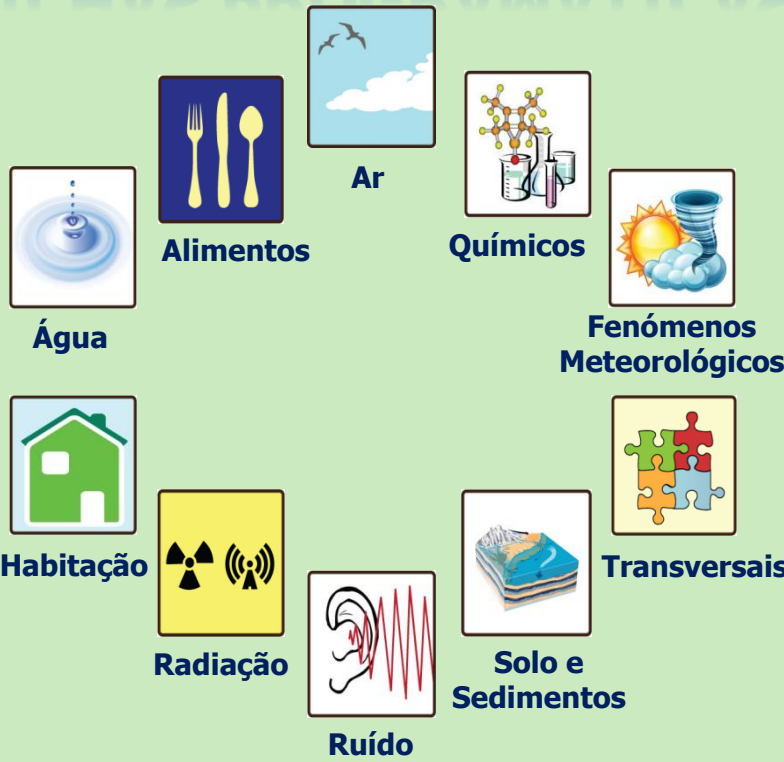 Ar
Alimentos
Químicos
Água
Fenómenos
Meteorológicos
Habitação
Transversais
Radiação
Solo e
Sedimentos
Ruído